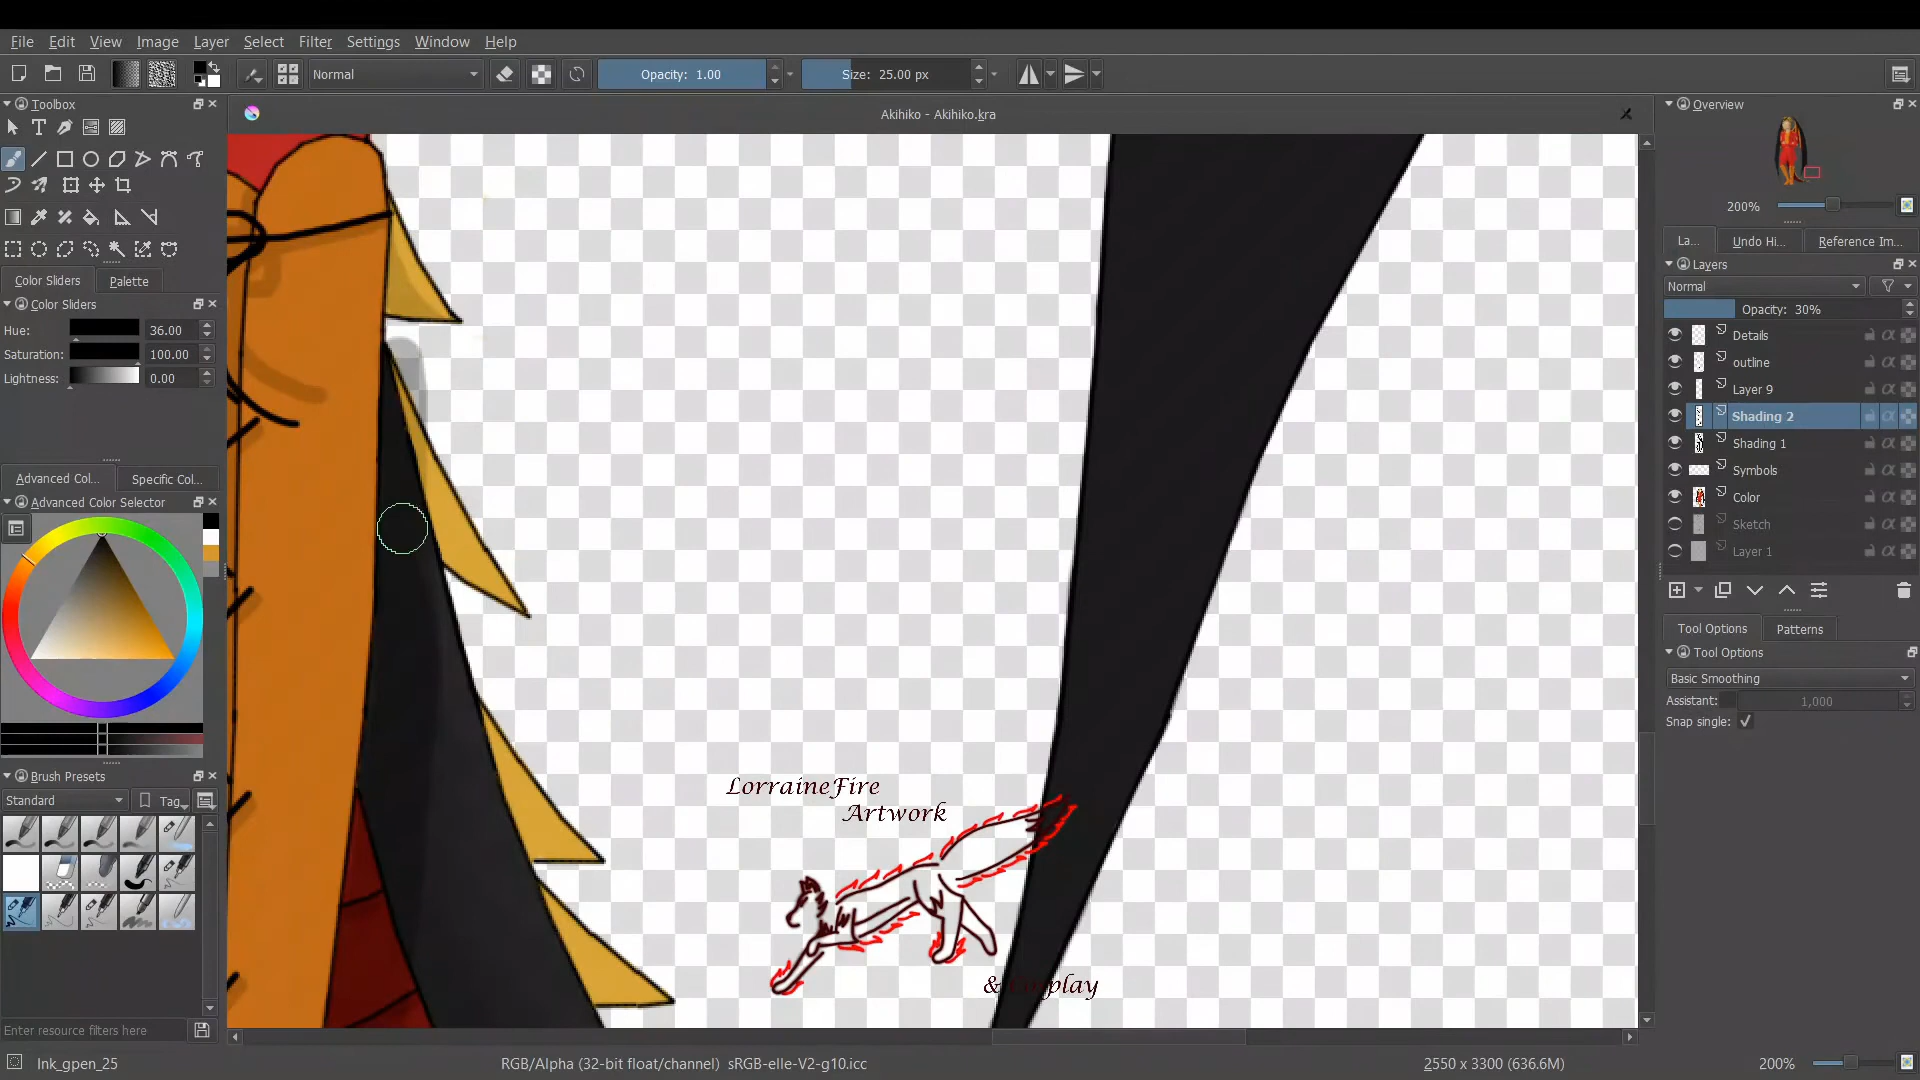 File Edit View Image Layer Select Filter Settings Window Help
Normal Opacity: 1.00 Size: 25.00 px
Toolbox
Akihiko - Akihiko.kra
Color Sliders Palette
Color Sliders
Hue: 36.00
Saturation: 100.00
Lightness: 0.00
Advanced Col... Specific Col...
Advanced Color Selector
Brush Presets
Standard Tag
Enter resource filters here
Ink_gpen_25
RGB/Alpha (32-bit float/channel) sRGB-elle-V2-g10.icc
2550 x 3300 (636.6M)
200%
LorraineFire
Artwork
& Cosplay
Overview
200%
La... Undo Hi... Reference Im...
Layers
Normal
Opacity: 30%
Details
outline
Layer 9
Shading 2
Shading 1
Symbols
Color
Sketch
Layer 1
Tool Options Patterns
Tool Options
Basic Smoothing
Assistant: 1,000
Snap single: